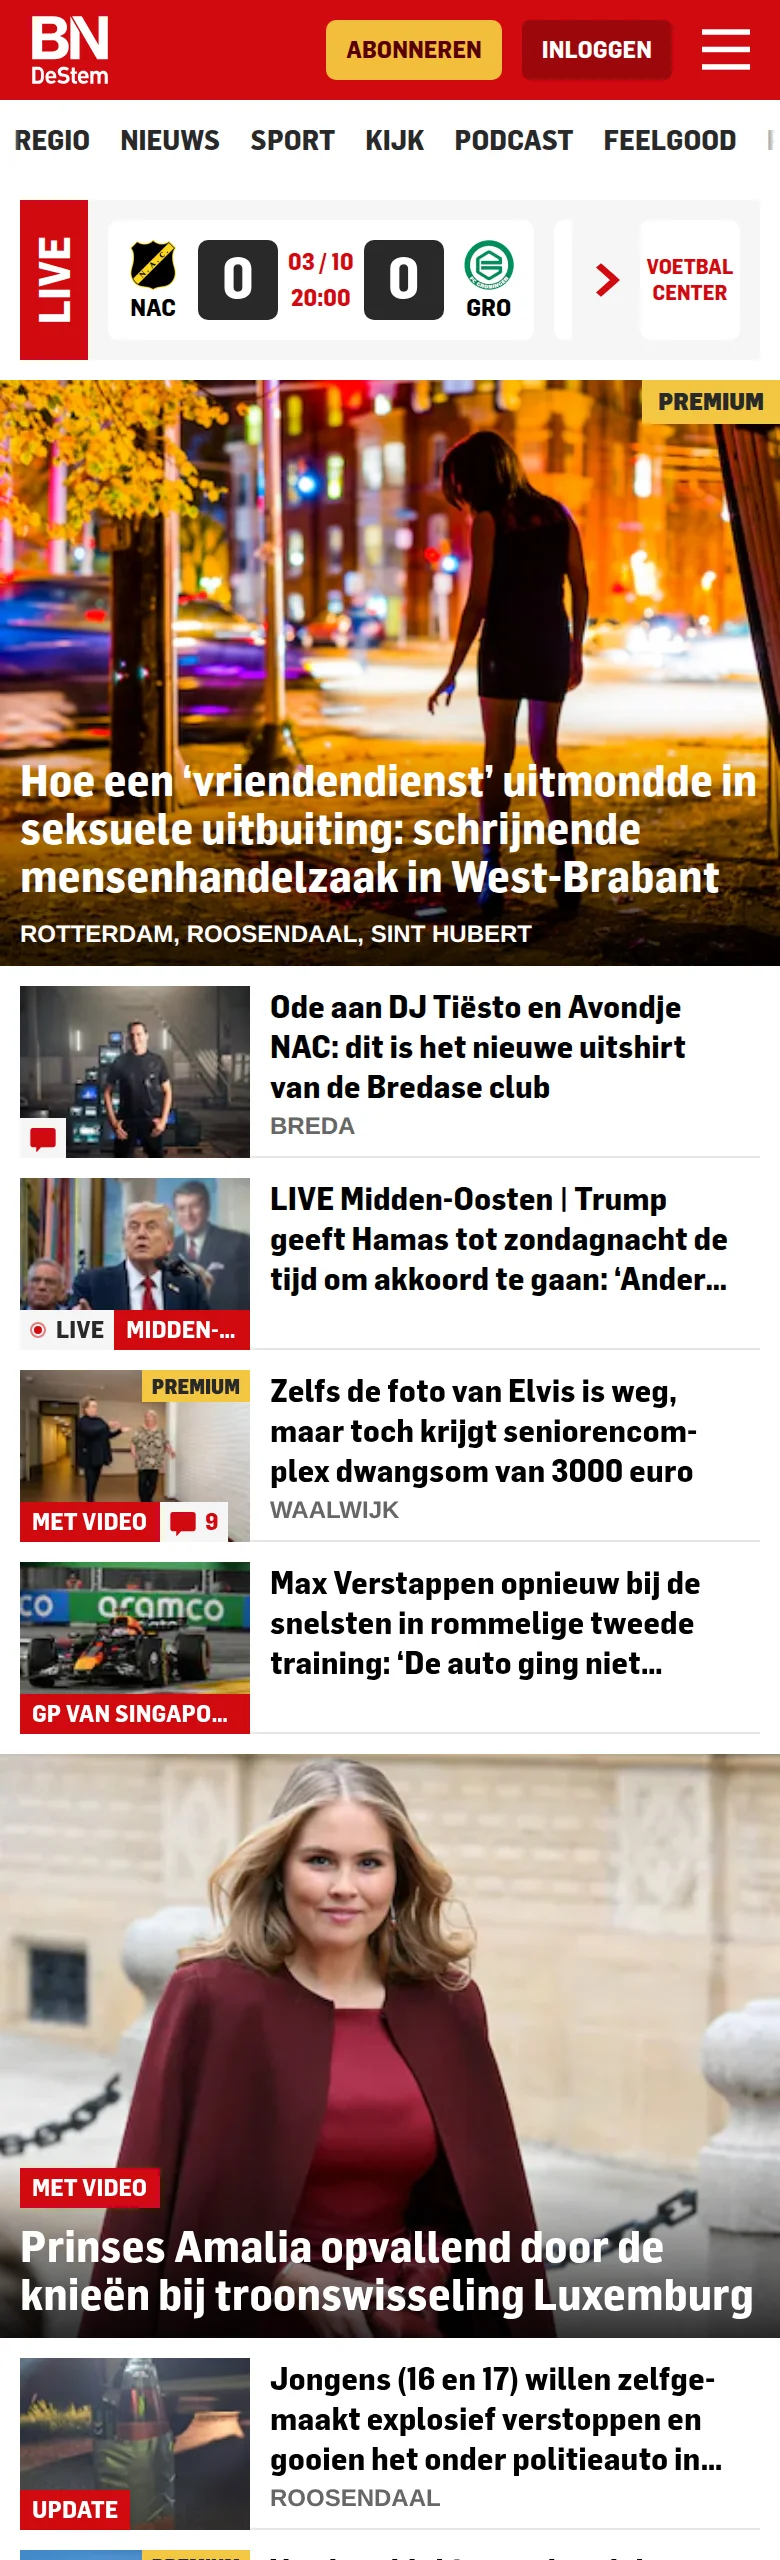 BN
DeStem
ABONNEREN
INLOGGEN
REGIO NIEUWS SPORT KIJK PODCAST FEELGOOD
LIVE
NAC
0
03 / 10
20:00
0
GRO
VOETBAL
CENTER
PREMIUM
Hoe een ‘vriendendienst’ uitmondde in
seksuele uitbuiting: schrijnende
mensenhandelzaak in West-Brabant
ROTTERDAM, ROOSENDAAL, SINT HUBERT
Ode aan DJ Tiësto en Avondje
NAC: dit is het nieuwe uitshirt
van de Bredase club
BREDA
LIVE Midden-Oosten | Trump
geeft Hamas tot zondagnacht de
tijd om akkoord te gaan: ‘Ander...
LIVE
MIDDEN-...
PREMIUM
MET VIDEO
9
Zelfs de foto van Elvis is weg,
maar toch krijgt seniorencom-
plex dwangsom van 3000 euro
WAALWIJK
aramco
GP VAN SINGAPO...
Max Verstappen opnieuw bij de
snelsten in rommelige tweede
training: ‘De auto ging niet...
MET VIDEO
Prinses Amalia opvallend door de
knieën bij troonswisseling Luxemburg
UPDATE
Jongens (16 en 17) willen zelfge-
maakt explosief verstoppen en
gooien het onder politieauto in...
ROOSENDAAL